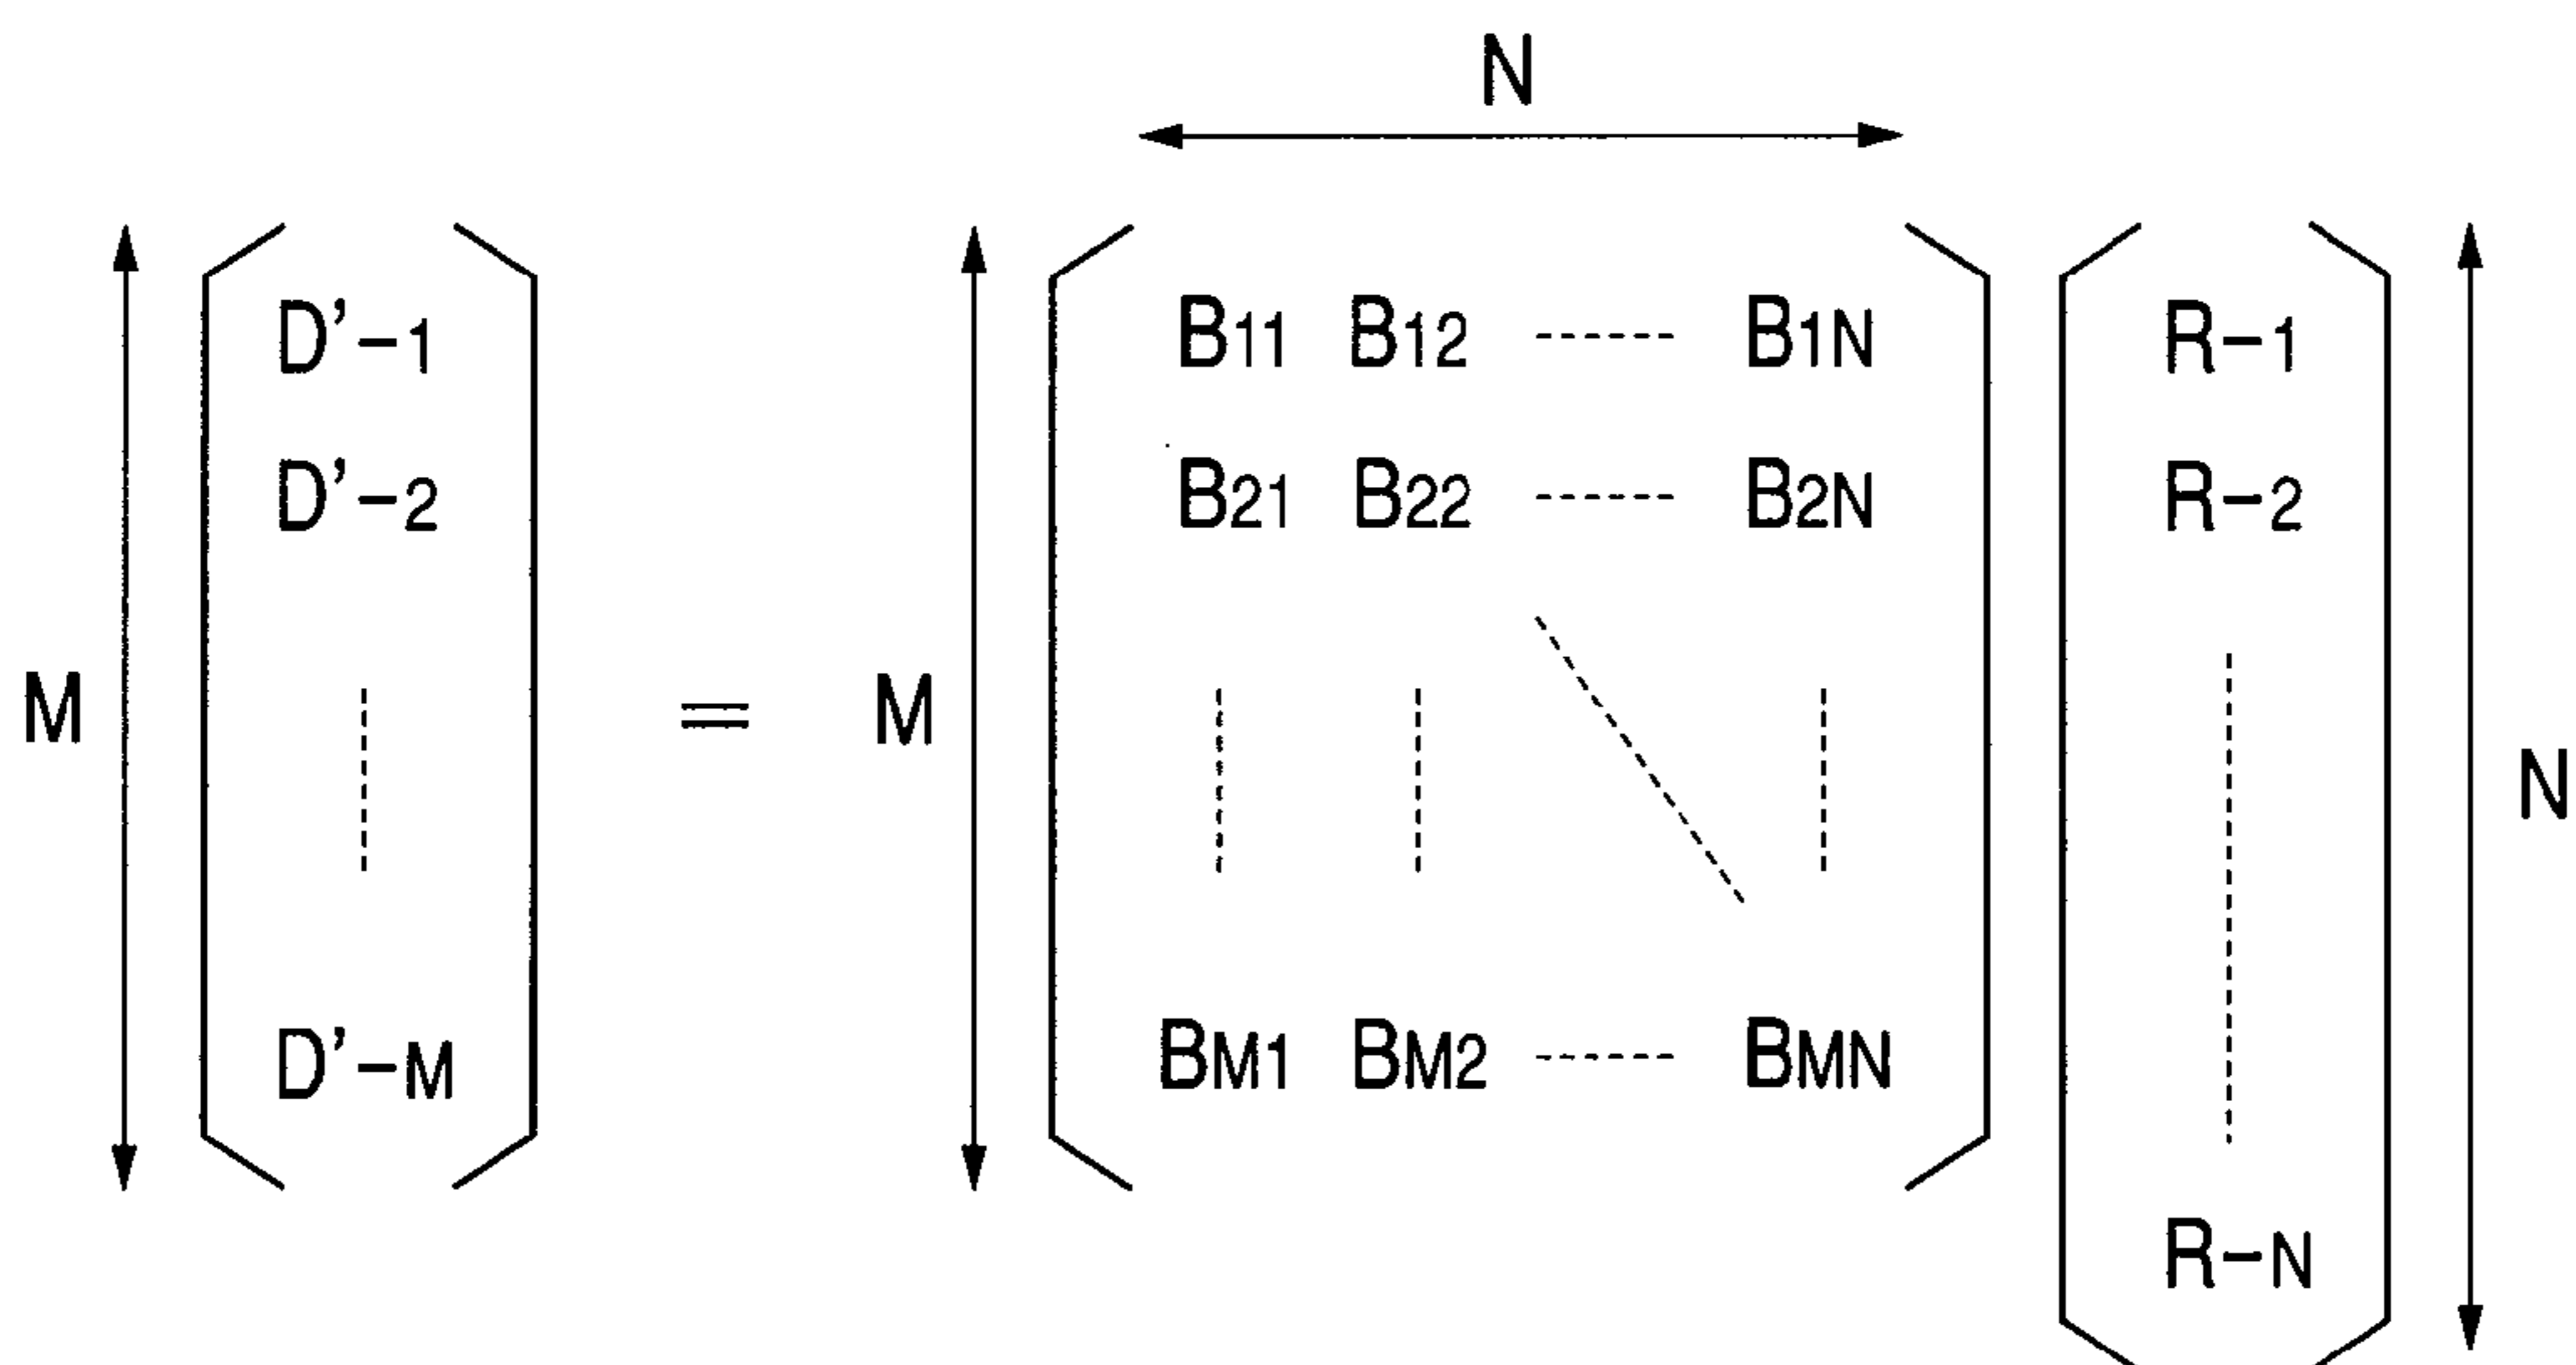 N
D'-1 B11 B12 ------ B1N R-1
D'-2 B21 B22 ------ B2N R-2
M = M N
D'-M BM1 BM2 ------ BMN
R-N